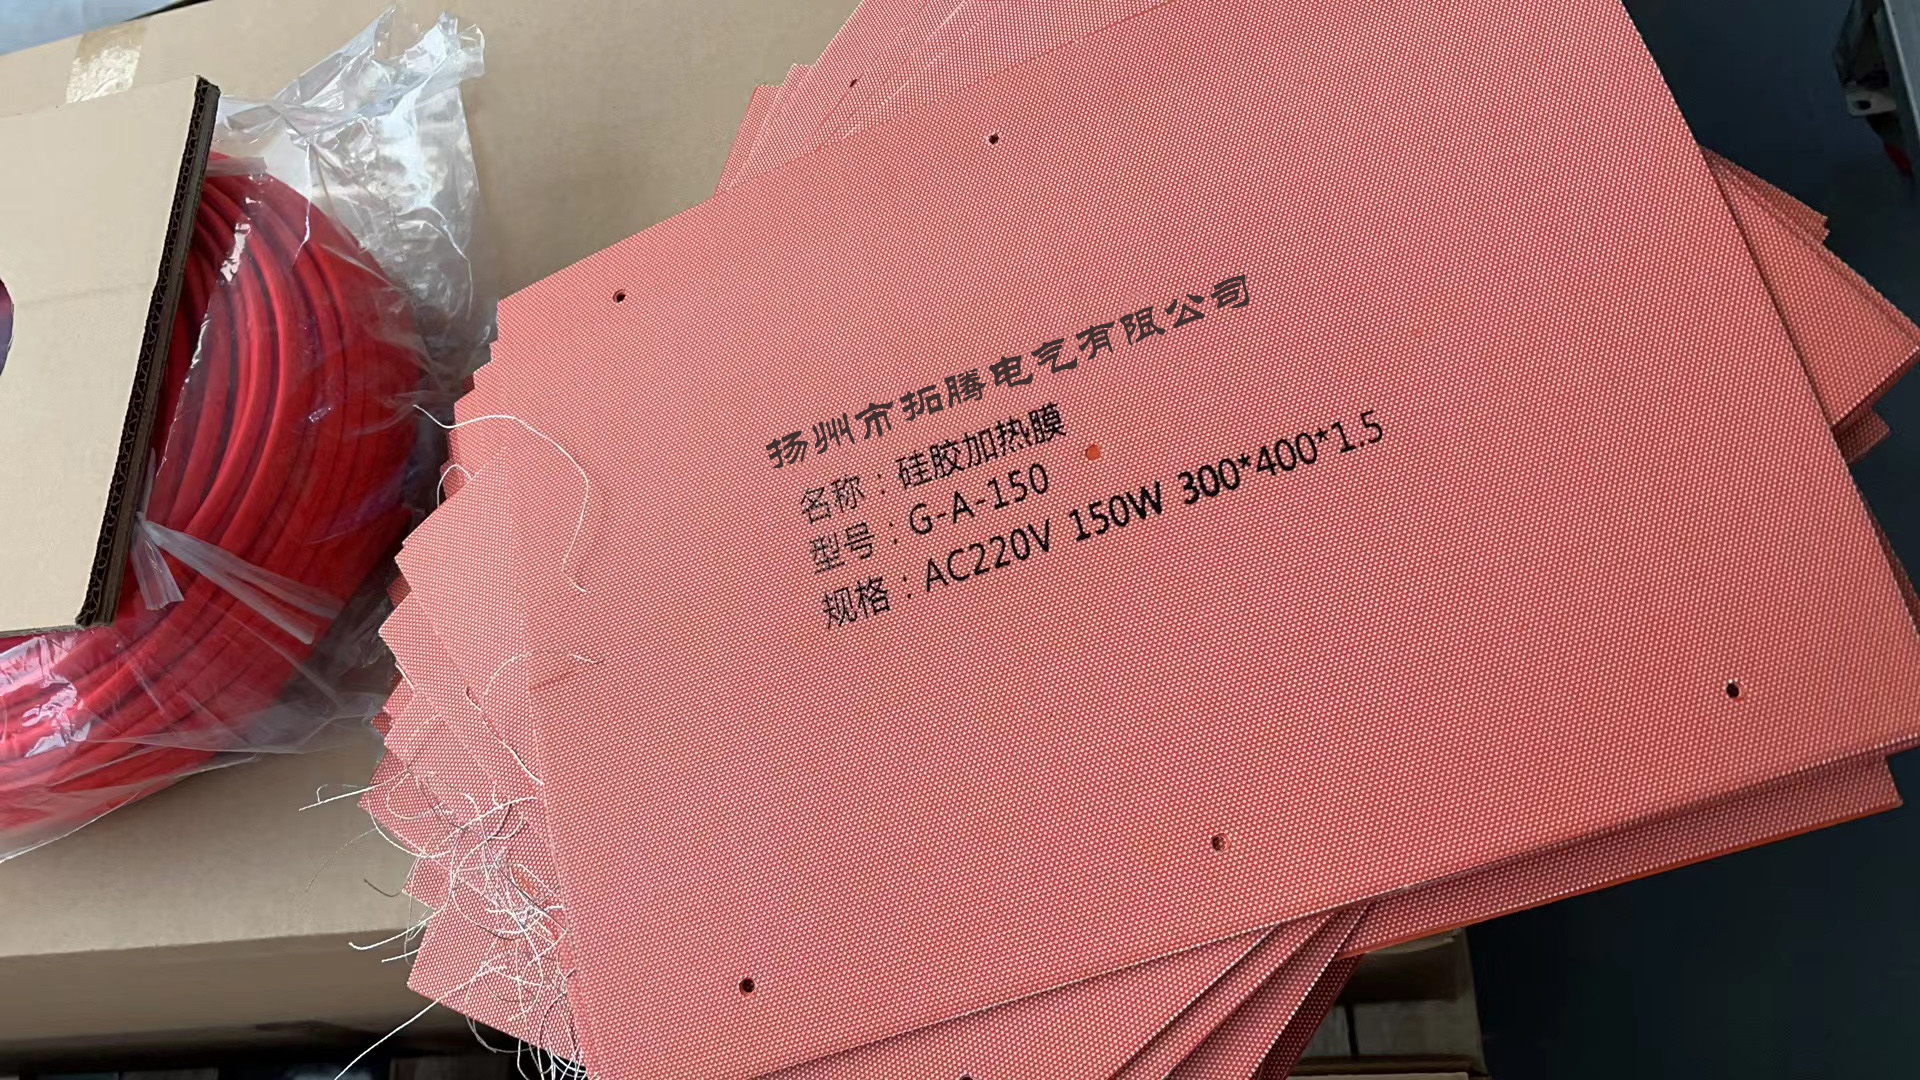 扬州市拓腾电气有限公司
名称：硅胶加热膜
型号：G-A-150
规格：AC220V 150W 300*400*1.5